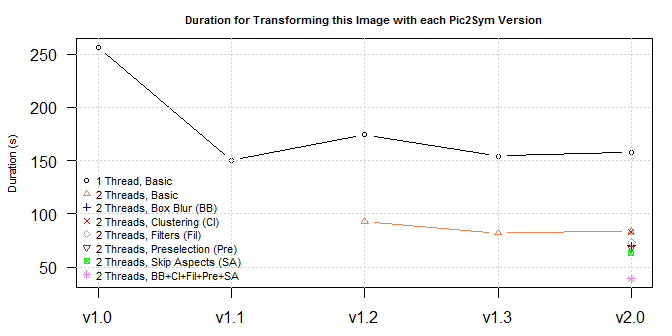 Duration for Transforming this Image with each Pic2Sym Version
Duration (s)
250
200
150
100
50
1 Thread, Basic
2 Threads, Basic
2 Threads, Box Blur (BB)
2 Threads, Clustering (Cl)
2 Threads, Filters (Fil)
2 Threads, Preselection (Pre)
2 Threads, Skip Aspects (SA)
2 Threads, BB+Cl+Fil+Pre+SA
v1.0 v1.1 v1.2 v1.3 v2.0